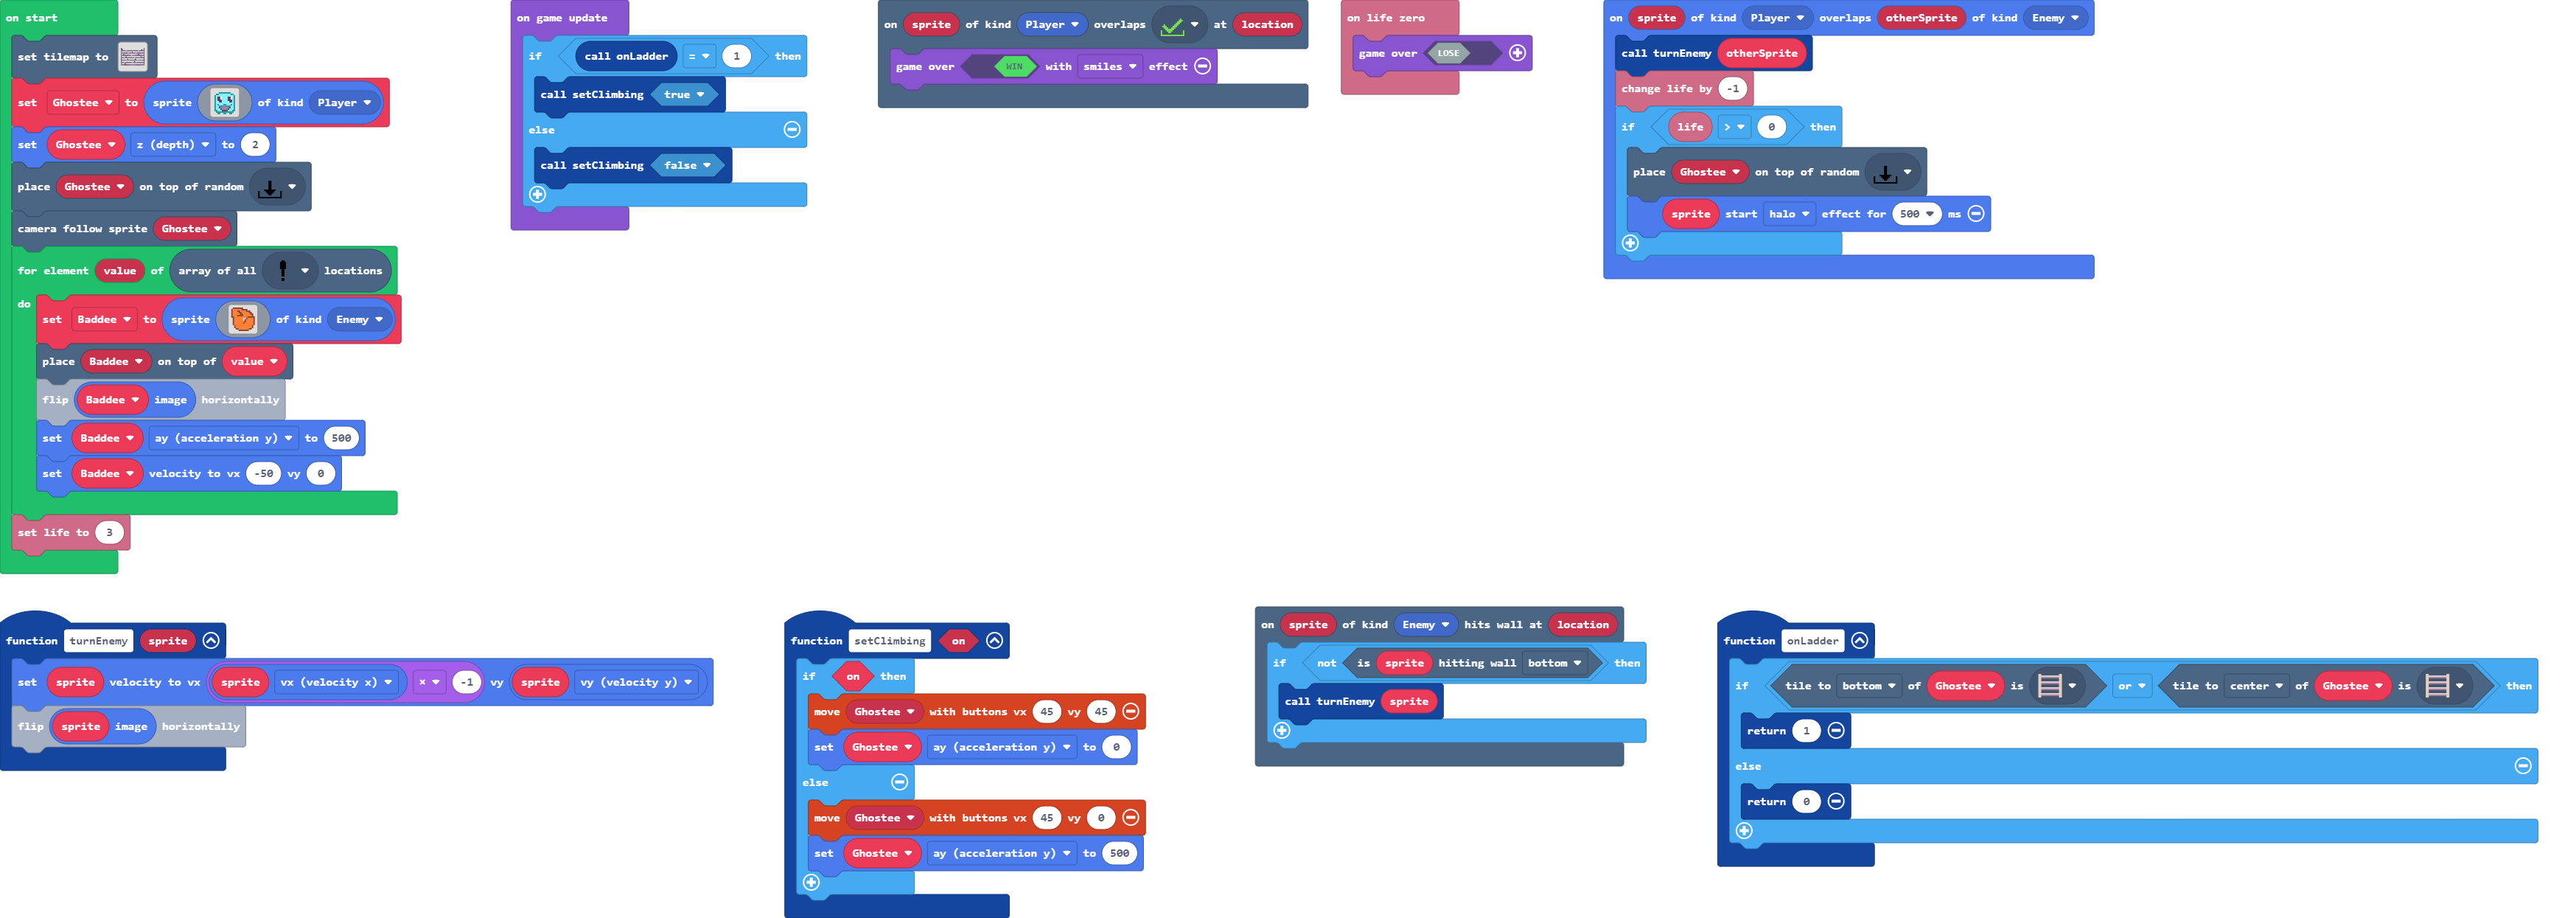 on start
set tilemap to
set Ghostee to sprite of kind Player
set Ghostee z (depth) to 2
place Ghostee on top of random
camera follow sprite Ghostee
for element value of array of all locations
do
set Baddee to sprite of kind Enemy
place Baddee on top of value
flip Baddee image horizontally
set Baddee ay (acceleration y) to 500
set Baddee velocity to vx -50 vy 0
set life to 3
on game update
if call onLadder = 1 then
call setClimbing true
else
call setClimbing false
on sprite of kind Player overlaps at location
game over WIN with smiles effect
on life zero
game over LOSE
on sprite of kind Player overlaps otherSprite of kind Enemy
call turnEnemy otherSprite
change life by -1
if life > 0 then
place Ghostee on top of random
sprite start halo effect for 500 ms
function turnEnemy sprite
set sprite velocity to vx sprite vx (velocity x) × -1 vy sprite vy (velocity y)
flip sprite image horizontally
function setClimbing on
if on then
move Ghostee with buttons vx 45 vy 45
set Ghostee ay (acceleration y) to 0
else
move Ghostee with buttons vx 45 vy 0
set Ghostee ay (acceleration y) to 500
on sprite of kind Enemy hits wall at location
if not is sprite hitting wall bottom then
call turnEnemy sprite
function onLadder
if tile to bottom of Ghostee is or tile to center of Ghostee is then
return 1
else
return 0